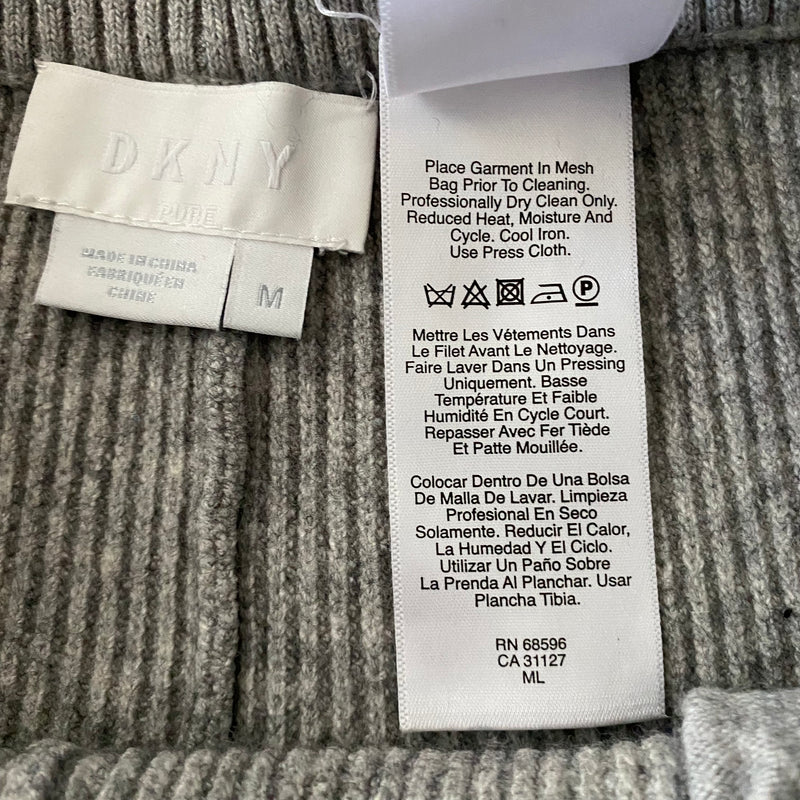 DKNY
PURE
MADE IN CHINA
FABRIQUÉ EN
CHINE
M
Place Garment In Mesh
Bag Prior To Cleaning.
Professionally Dry Clean Only.
Reduced Heat, Moisture And
Cycle. Cool Iron.
Use Press Cloth.
P
Mettre Les Vétements Dans
Le Filet Avant Le Nettoyage.
Faire Laver Dans Un Pressing
Uniquement. Basse
Température Et Faible
Humidité En Cycle Court.
Repasser Avec Fer Tiède
Et Patte Mouillée.
Colocar Dentro De Una Bolsa
De Malla De Lavar. Limpieza
Profesional En Seco
Solamente. Reducir El Calor,
La Humedad Y El Ciclo.
Utilizar Un Paño Sobre
La Prenda Al Planchar. Usar
Plancha Tibia.
RN 68596
CA 31127
ML